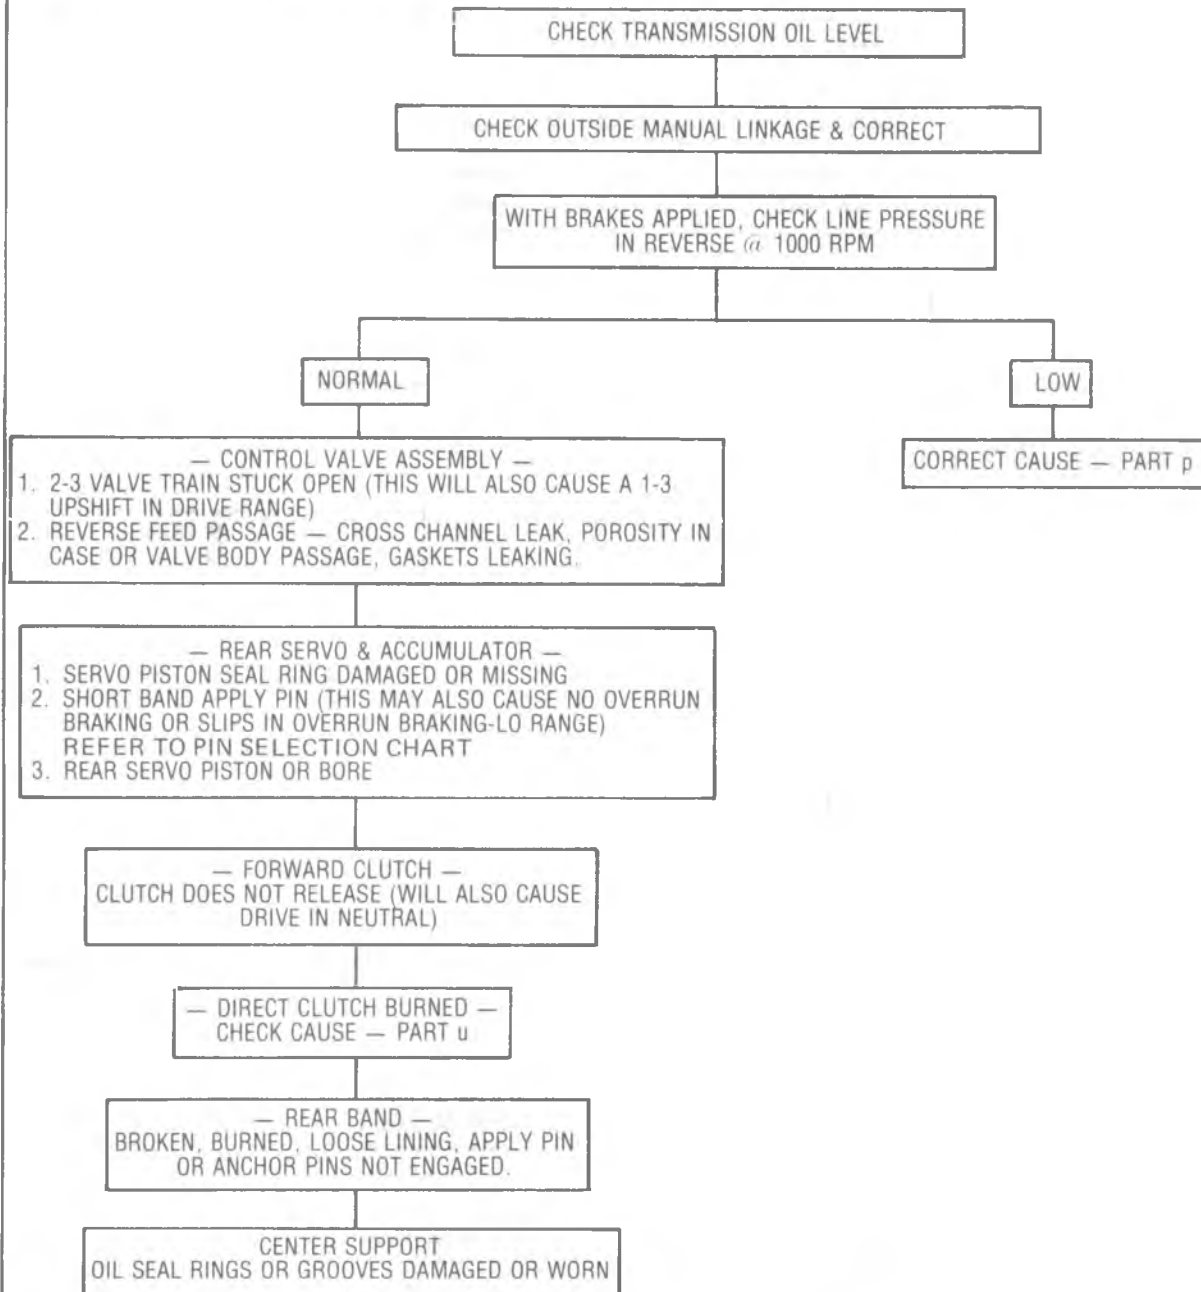 CHECK TRANSMISSION OIL LEVEL
CHECK OUTSIDE MANUAL LINKAGE & CORRECT
WITH BRAKES APPLIED, CHECK LINE PRESSURE
IN REVERSE @ 1000 RPM
NORMAL
LOW
CORRECT CAUSE — PART p
— CONTROL VALVE ASSEMBLY —
1. 2-3 VALVE TRAIN STUCK OPEN (THIS WILL ALSO CAUSE A 1-3
UPSHIFT IN DRIVE RANGE)
2. REVERSE FEED PASSAGE — CROSS CHANNEL LEAK, POROSITY IN
CASE OR VALVE BODY PASSAGE, GASKETS LEAKING.
— REAR SERVO & ACCUMULATOR —
1. SERVO PISTON SEAL RING DAMAGED OR MISSING
2. SHORT BAND APPLY PIN (THIS MAY ALSO CAUSE NO OVERRUN
BRAKING OR SLIPS IN OVERRUN BRAKING-LO RANGE)
REFER TO PIN SELECTION CHART
3. REAR SERVO PISTON OR BORE
— FORWARD CLUTCH —
CLUTCH DOES NOT RELEASE (WILL ALSO CAUSE
DRIVE IN NEUTRAL)
— DIRECT CLUTCH BURNED —
CHECK CAUSE — PART u
— REAR BAND —
BROKEN, BURNED, LOOSE LINING, APPLY PIN
OR ANCHOR PINS NOT ENGAGED.
CENTER SUPPORT
OIL SEAL RINGS OR GROOVES DAMAGED OR WORN